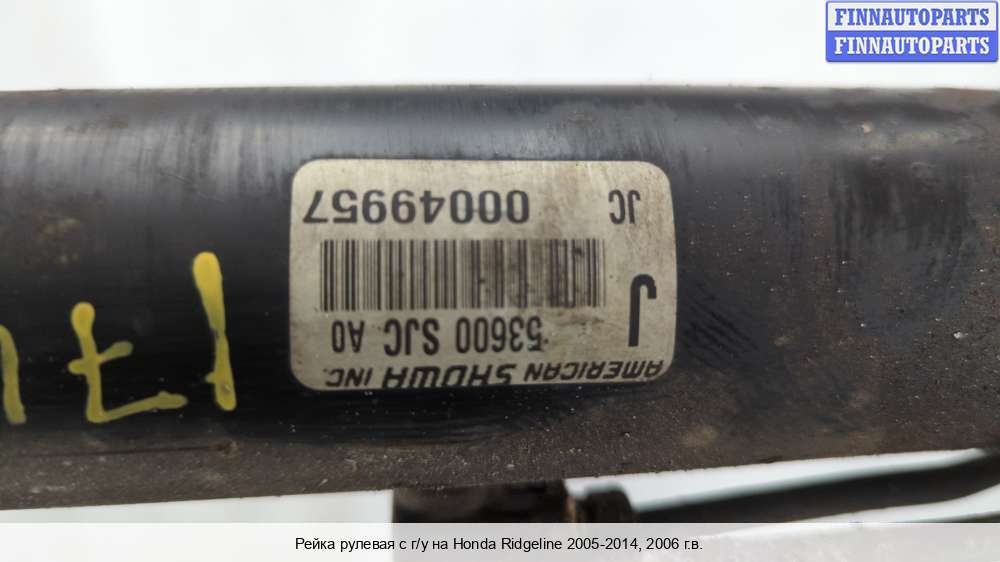 FINNAUTOPARTS
FINNAUTOPARTS
AMERICAN SHOWA INC.
53600 SJC A0
J
00049957
JC
Рейка рулевая с г/у на Honda Ridgeline 2005-2014, 2006 г.в.